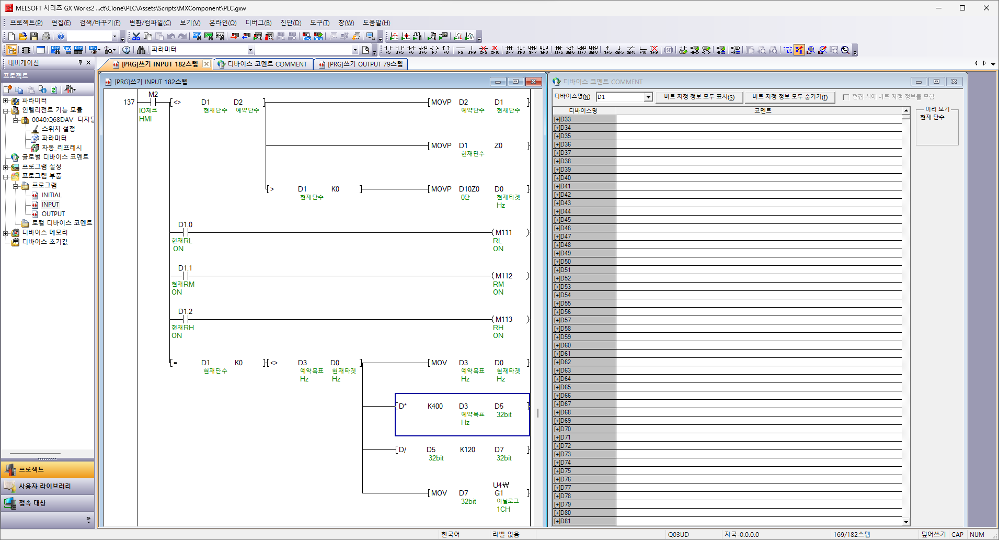 MELSOFT 시리즈 GX Works2 ...ct\Clone\PLC\Assets\Scripts\MXComponent\PLC.gxw
프로젝트(P) 편집(E) 검색/바꾸기(F) 변환/컴파일(C) 보기(V) 온라인(O) 디버그(B) 진단(D) 도구(T) 창(W) 도움말(H)
파라미터
F5 sF5 F6 sF6 F7 F8 F9 sF9 cF9 cF10 sF7 sF8 aF7 aF8 saF5 saF6 saF7 saF8 aF5 caF5 caF10 F10 aF9
내비게이션
프로젝트
파라미터
인텔리전트 기능 모듈
0040:Q68DAV 디지털
스위치 설정
파라미터
자동_리프레시
글로벌 디바이스 코멘트
프로그램 설정
프로그램 부품
프로그램
INITIAL
INPUT
OUTPUT
로컬 디바이스 코멘트
디바이스 메모리
디바이스 초기값
프로젝트
사용자 라이브러리
접속 대상
[PRG]쓰기 INPUT 182스텝
디바이스 코멘트 COMMENT
[PRG]쓰기 OUTPUT 79스텝
[PRG]쓰기 INPUT 182스텝
M2
137 [<> D1 D2 ] [MOVP D2 D1 ]
IO체크 현재단수 예약단수 예약단수 현재단수
HMI
[MOVP D1 Z0 ]
현재단수
[> D1 K0 ] [MOVP D10Z0 D0 ]
현재단수 0단 현재타겟
Hz
D1.0
(M111 )
현재RL RL
ON ON
D1.1
(M112 )
현재RM RM
ON ON
D1.2
(M113 )
현재RH RH
ON ON
[= D1 K0 ][<> D3 D0 ] [MOV D3 D0 ]
현재단수 예약목표 현재타겟 예약목표 현재타겟
Hz Hz Hz Hz
[D* K400 D3 D5 ]
예약목표 32bit
Hz
[D/ D5 K120 D7 ]
32bit 32bit
U4₩
[MOV D7 G1 ]
32bit 아날로그
1CH
디바이스 코멘트 COMMENT
디바이스명(N) D1 비트 지정 정보 모두 표시(S) 비트 지정 정보 모두 숨기기(I) 편집 시에 비트 지정 정보를 포함
디바이스명 코멘트
미리 보기
현재 단수
[+]D33
[+]D34
[+]D35
[+]D36
[+]D37
[+]D38
[+]D39
[+]D40
[+]D41
[+]D42
[+]D43
[+]D44
[+]D45
[+]D46
[+]D47
[+]D48
[+]D49
[+]D50
[+]D51
[+]D52
[+]D53
[+]D54
[+]D55
[+]D56
[+]D57
[+]D58
[+]D59
[+]D60
[+]D61
[+]D62
[+]D63
[+]D64
[+]D65
[+]D66
[+]D67
[+]D68
[+]D69
[+]D70
[+]D71
[+]D72
[+]D73
[+]D74
[+]D75
[+]D76
[+]D77
[+]D78
[+]D79
[+]D80
[+]D81
한국어 라벨 없음 Q03UD 자국-0.0.0.0 169/182스텝 덮어쓰기 CAP NUM